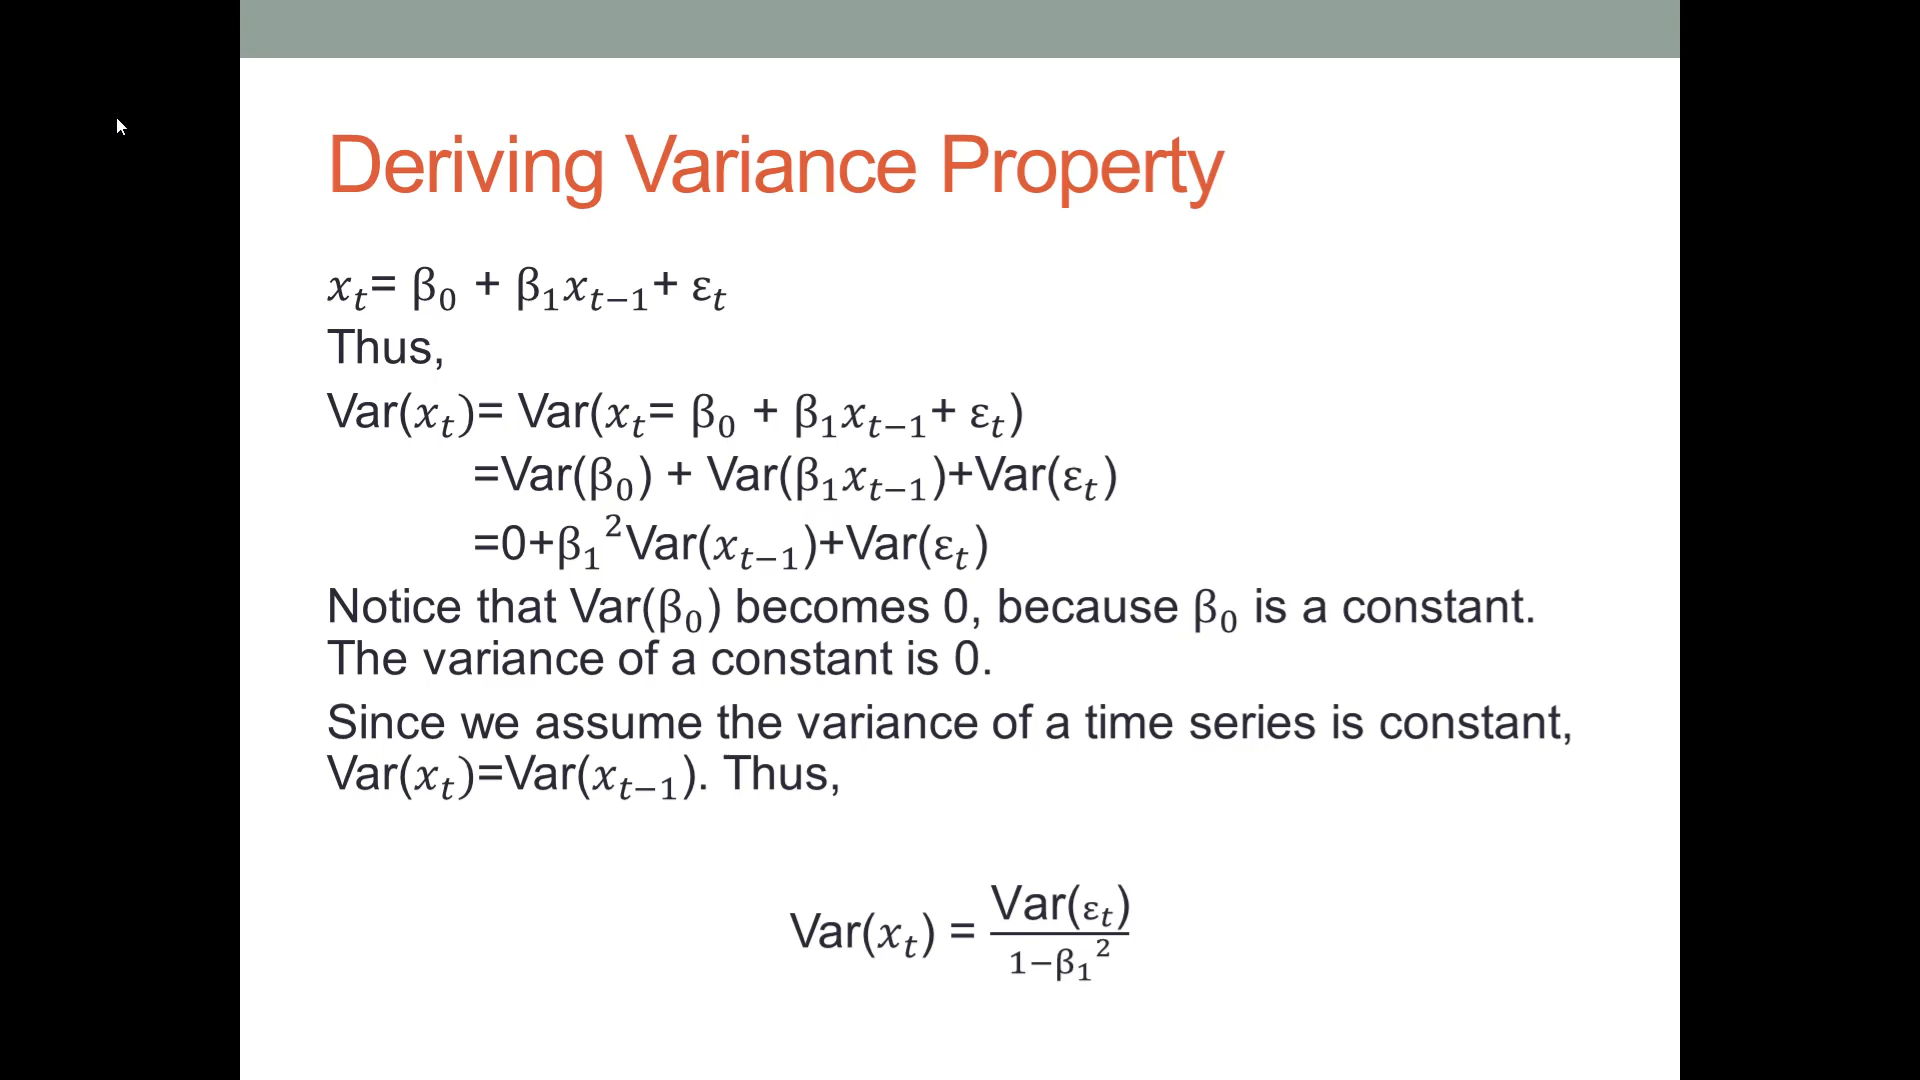 Deriving Variance Property
𝑥ₜ= β₀ + β₁𝑥ₜ₋₁+ εₜ
Thus,
Var(𝑥ₜ)= Var(𝑥ₜ= β₀ + β₁𝑥ₜ₋₁+ εₜ)
=Var(β₀) + Var(β₁𝑥ₜ₋₁)+Var(εₜ)
=0+β₁²Var(𝑥ₜ₋₁)+Var(εₜ)
Notice that Var(β₀) becomes 0, because β₀ is a constant.
The variance of a constant is 0.
Since we assume the variance of a time series is constant,
Var(𝑥ₜ)=Var(𝑥ₜ₋₁). Thus,
Var(𝑥ₜ) = Var(εₜ)/1−β₁²